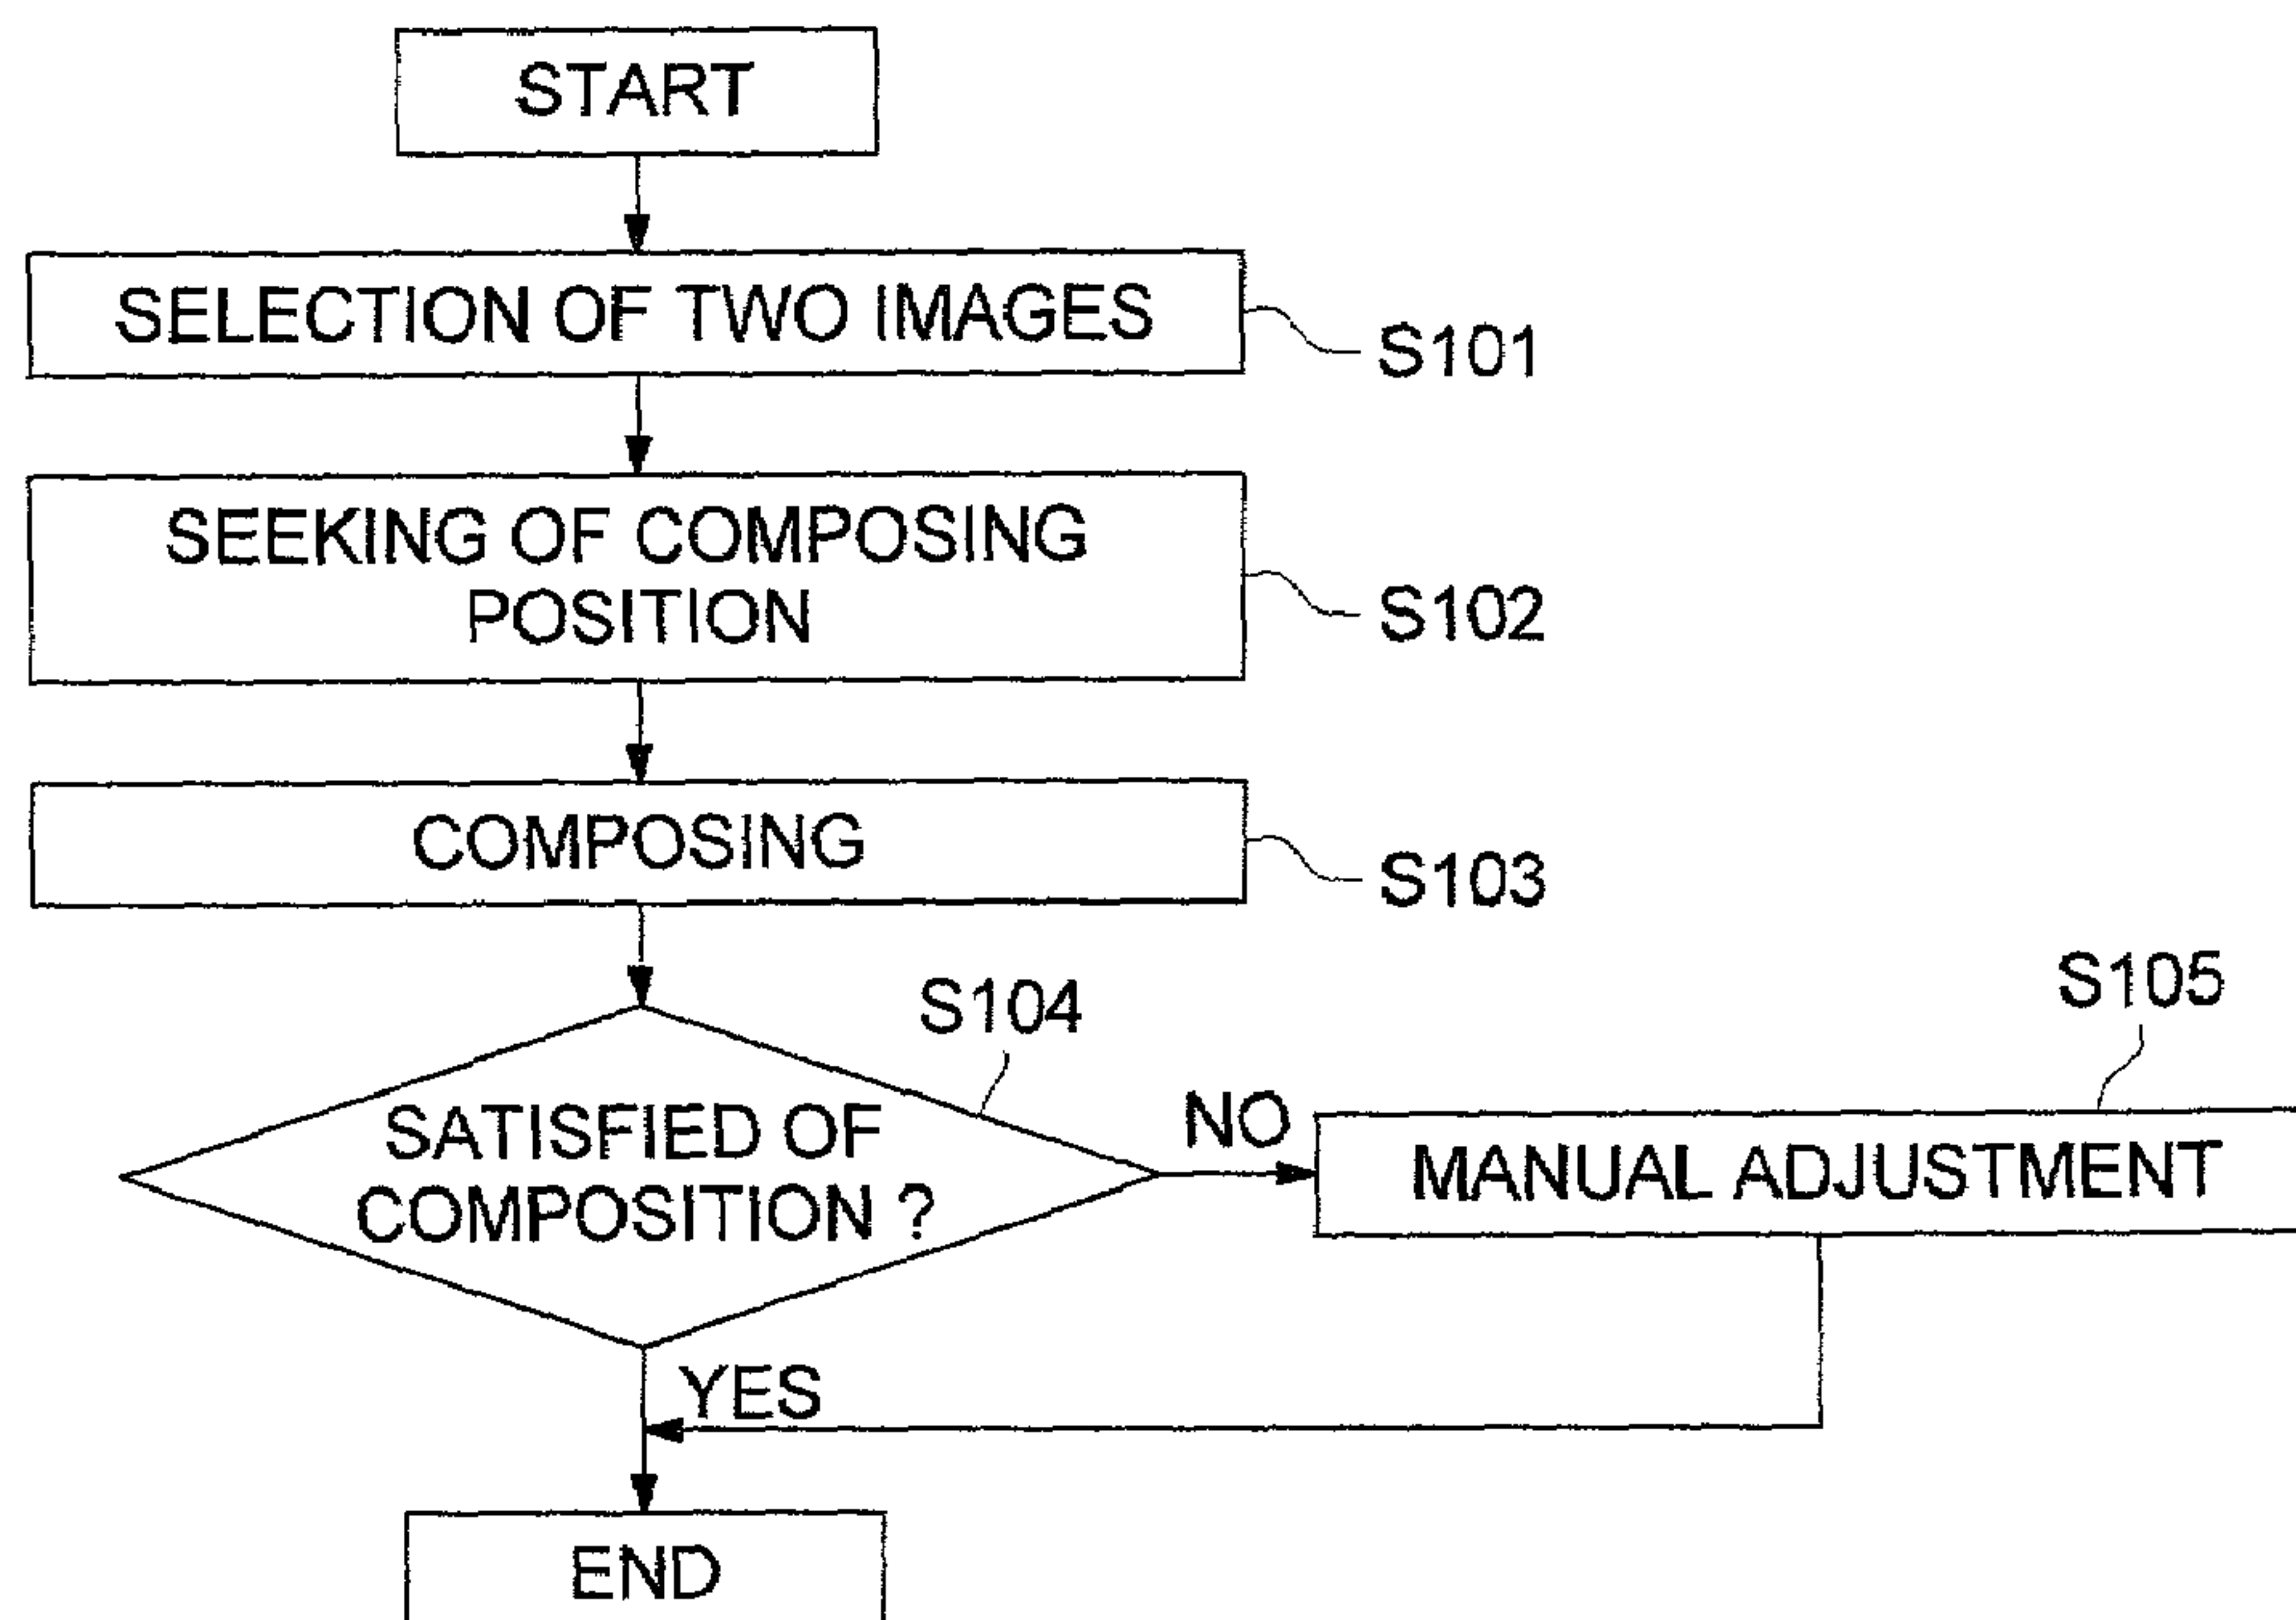 START
SELECTION OF TWO IMAGES
S101
SEEKING OF COMPOSING
POSITION
S102
COMPOSING
S103
S104
SATISFIED OF
COMPOSITION ?
NO
S105
MANUAL ADJUSTMENT
YES
END